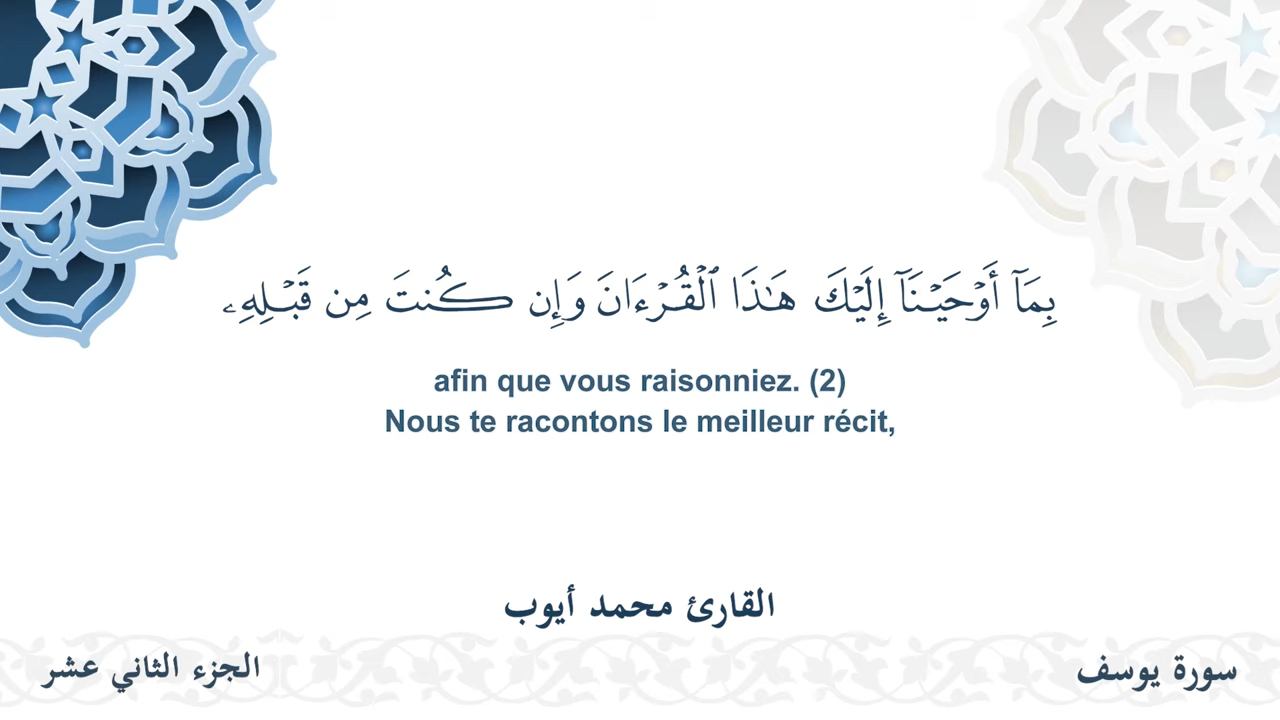 بِمَآ أَوۡحَيۡنَآ إِلَيۡكَ هَٰذَا ٱلۡقُرۡءَانَ وَإِن كُنتَ مِن قَبۡلِهِۦ
afin que vous raisonniez. (2)
Nous te racontons le meilleur récit,
القارئ محمد أيوب
سورة يوسف
الجزء الثاني عشر